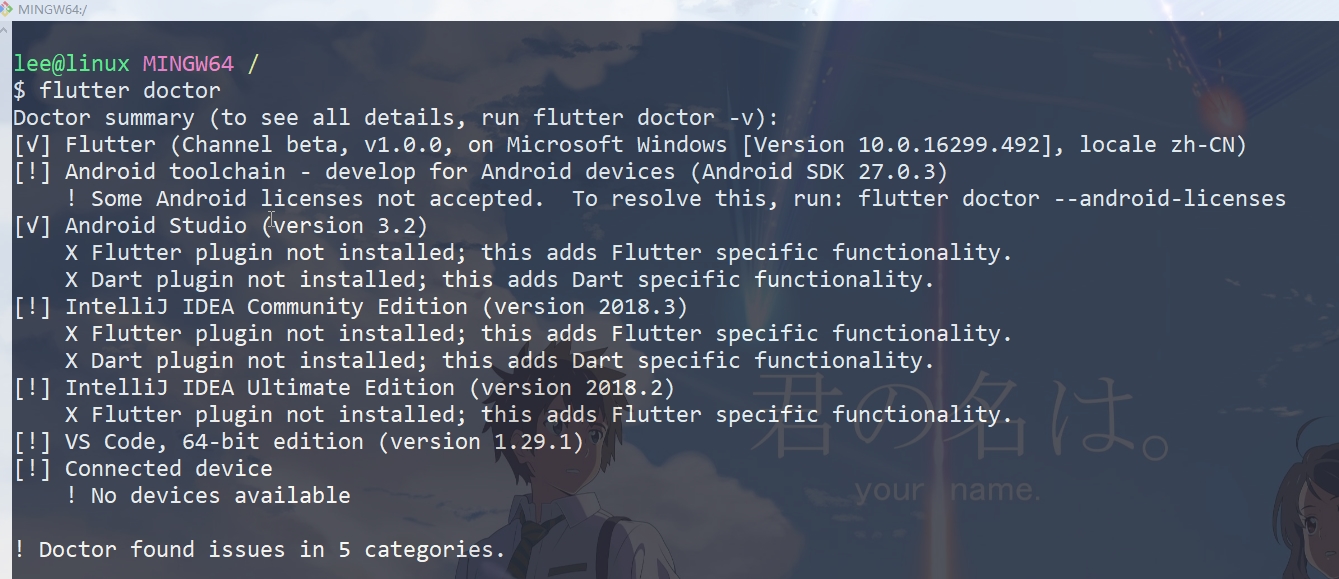 MINGW64:/
lee@linux MINGW64 /
$ flutter doctor
Doctor summary (to see all details, run flutter doctor -v):
[√] Flutter (Channel beta, v1.0.0, on Microsoft Windows [Version 10.0.16299.492], locale zh-CN)
[!] Android toolchain - develop for Android devices (Android SDK 27.0.3)
    ! Some Android licenses not accepted.  To resolve this, run: flutter doctor --android-licenses
[√] Android Studio (version 3.2)
    X Flutter plugin not installed; this adds Flutter specific functionality.
    X Dart plugin not installed; this adds Dart specific functionality.
[!] IntelliJ IDEA Community Edition (version 2018.3)
    X Flutter plugin not installed; this adds Flutter specific functionality.
    X Dart plugin not installed; this adds Dart specific functionality.
[!] IntelliJ IDEA Ultimate Edition (version 2018.2)
    X Flutter plugin not installed; this adds Flutter specific functionality.
[!] VS Code, 64-bit edition (version 1.29.1)
[!] Connected device
    ! No devices available
! Doctor found issues in 5 categories.
君の名は。
your name.